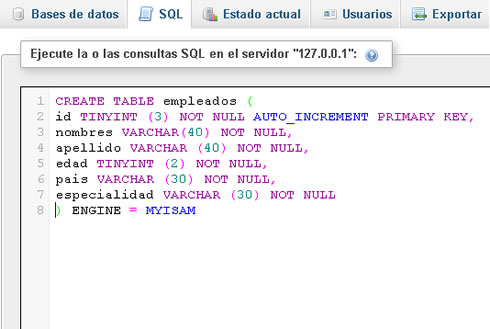 Bases de datos SQL Estado actual Usuarios Exportar
Ejecute la o las consultas SQL en el servidor "127.0.0.1":
1 CREATE TABLE empleados (
2 id TINYINT (3) NOT NULL AUTO_INCREMENT PRIMARY KEY,
3 nombres VARCHAR(40) NOT NULL,
4 apellido VARCHAR (40) NOT NULL,
5 edad TINYINT (2) NOT NULL,
6 pais VARCHAR (30) NOT NULL,
7 especialidad VARCHAR (30) NOT NULL
8 ) ENGINE = MYISAM